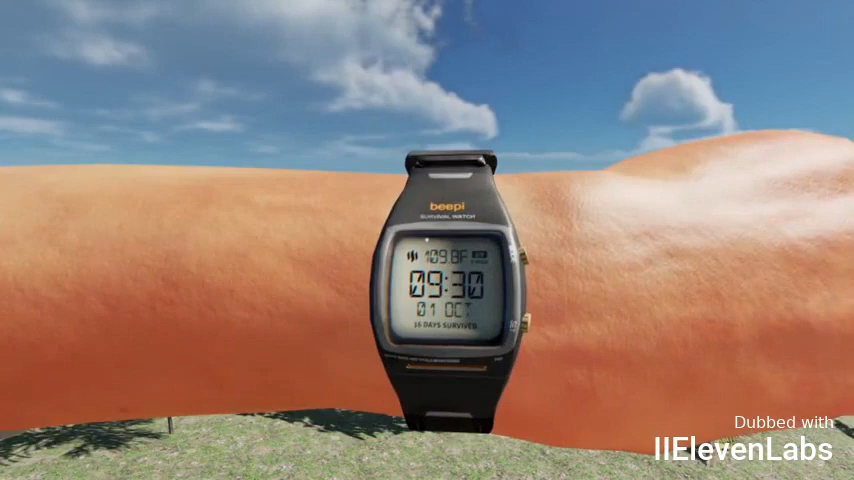 beepi
SURVIVAL WATCH
109.8F
09:30
01 OCT
16 DAYS SURVIVED
Dubbed with
IIElevenLabs